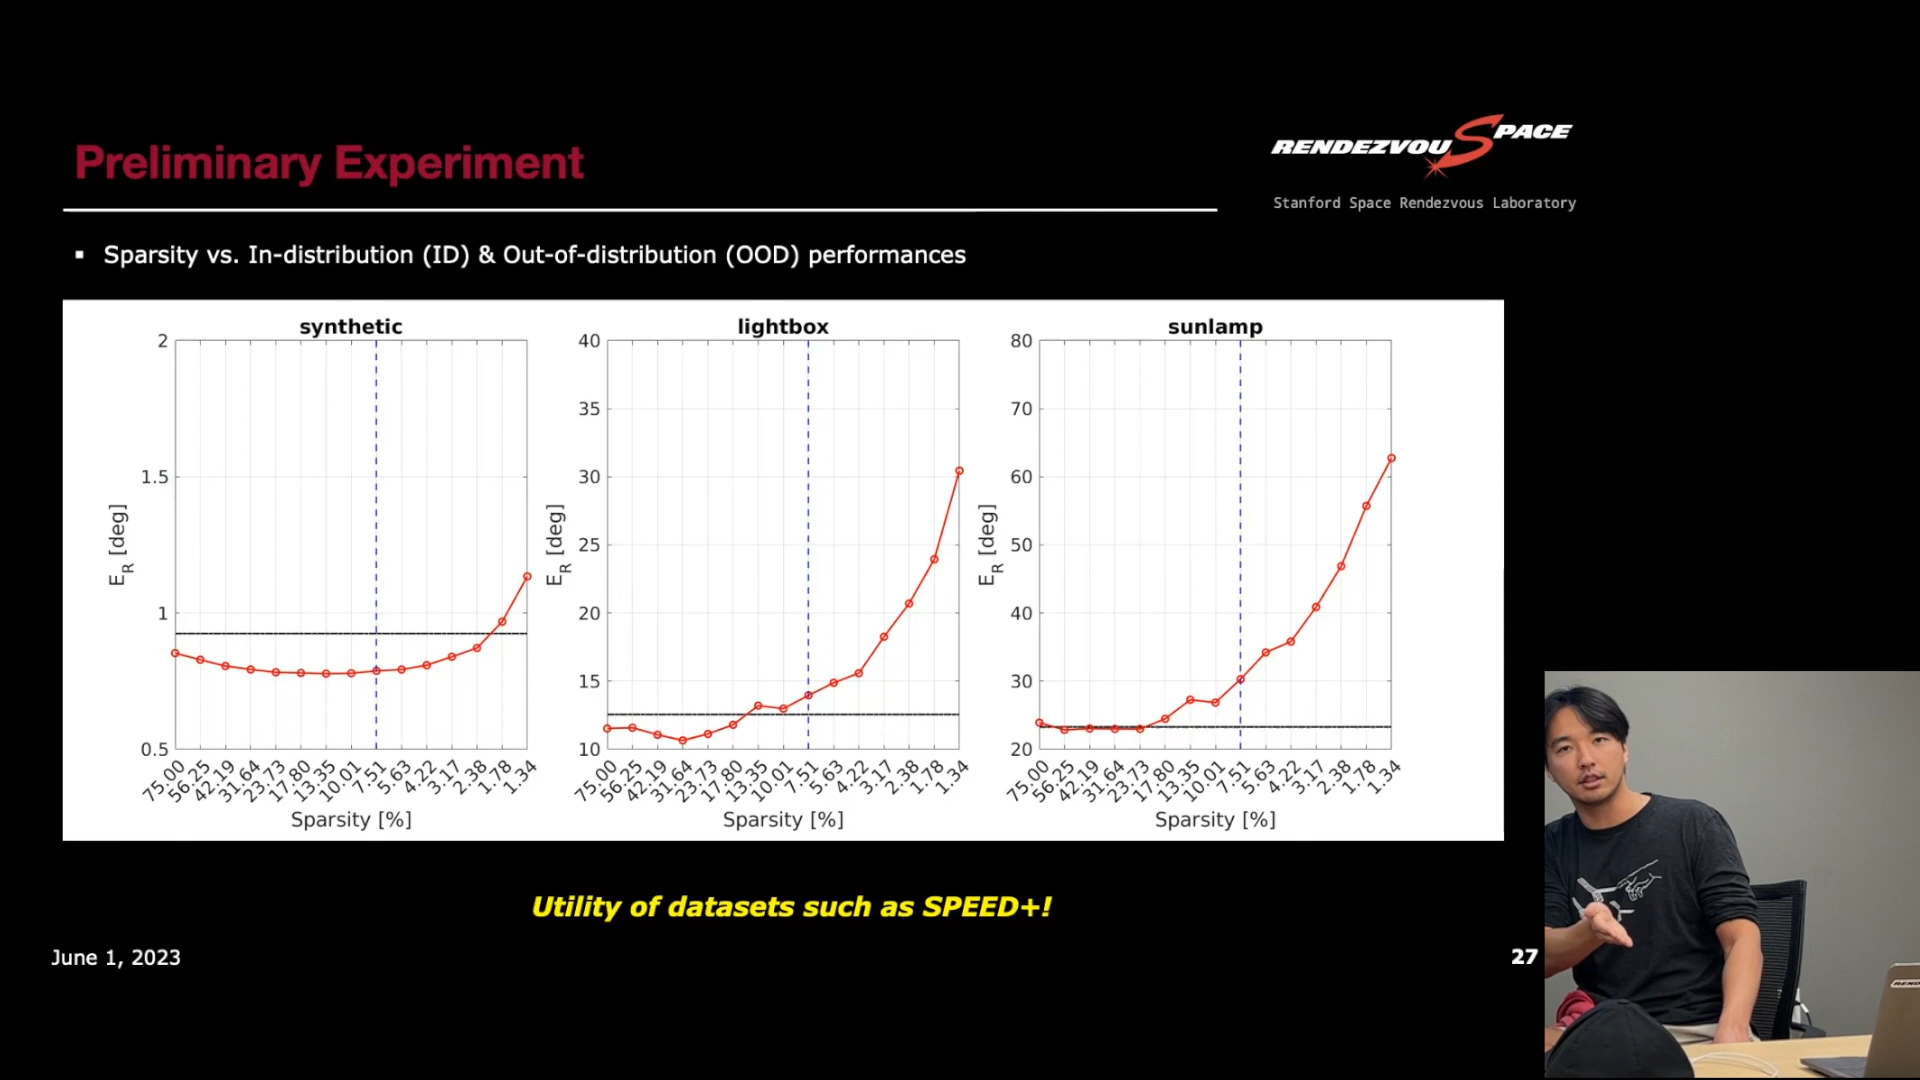 RENDEZVOUSPACE
Preliminary Experiment
Stanford Space Rendezvous Laboratory
▪ Sparsity vs. In-distribution (ID) & Out-of-distribution (OOD) performances
synthetic
2
1.5
1
0.5
E_R [deg]
75.00 56.25 42.19 31.64 23.73 17.80 13.35 10.01 7.51 5.63 4.22 3.17 2.38 1.78 1.34
Sparsity [%]
lightbox
40
35
30
25
20
15
10
E_R [deg]
75.00 56.25 42.19 31.64 23.73 17.80 13.35 10.01 7.51 5.63 4.22 3.17 2.38 1.78 1.34
Sparsity [%]
sunlamp
80
70
60
50
40
30
20
E_R [deg]
75.00 56.25 42.19 31.64 23.73 17.80 13.35 10.01 7.51 5.63 4.22 3.17 2.38 1.78 1.34
Sparsity [%]
Utility of datasets such as SPEED+!
June 1, 2023
27